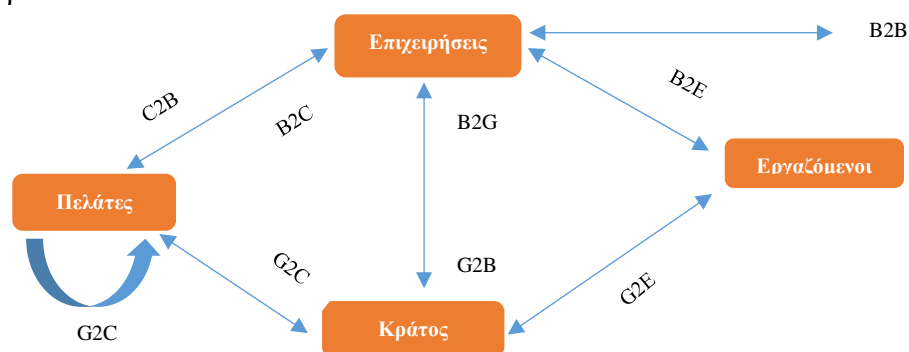 Επιχειρήσεις
B2B
C2B
B2C
B2G
B2E
Εργαζόμενοι
Πελάτες
G2C
G2B
G2E
G2C
Κράτος